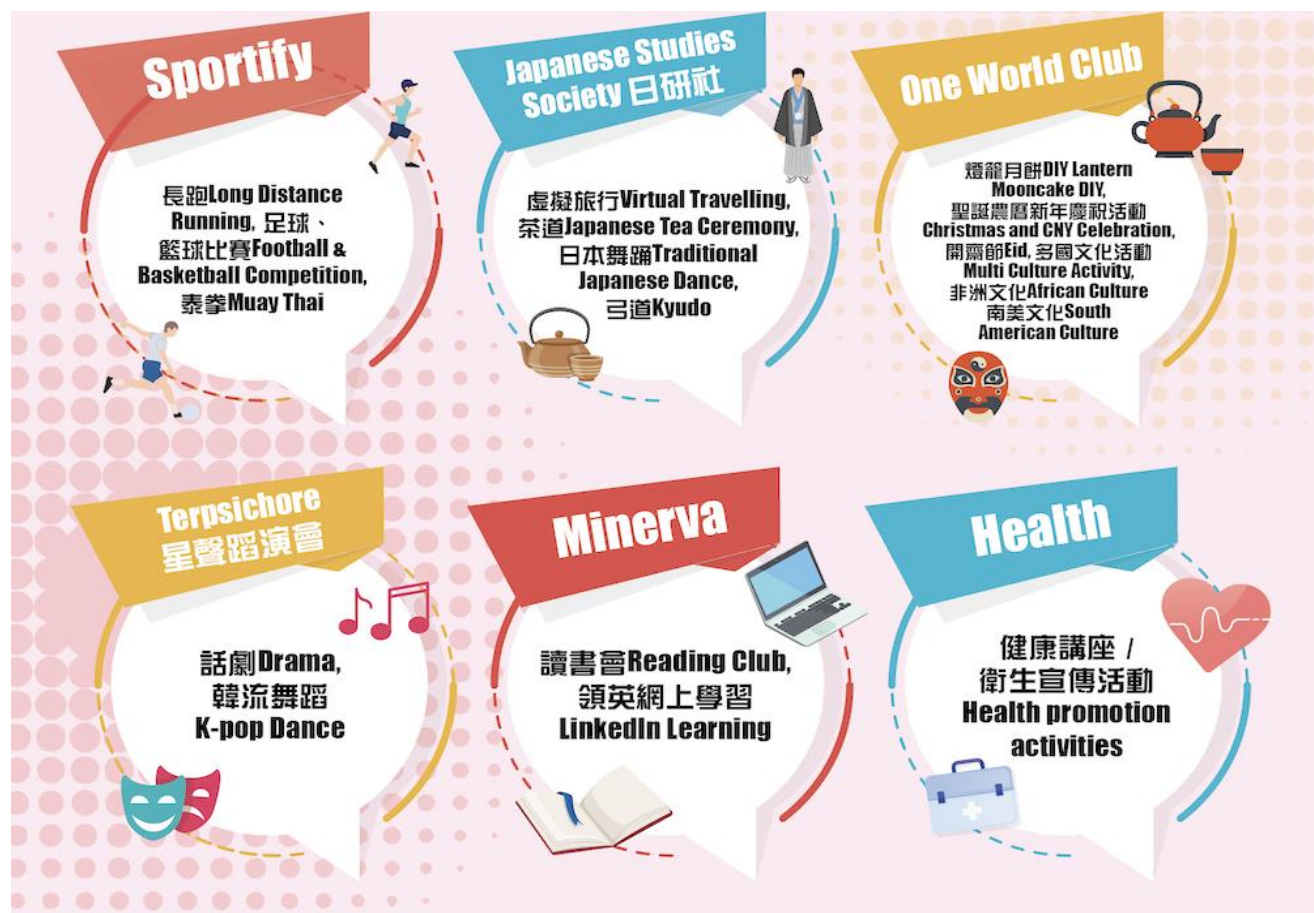 Sportify
長跑Long Distance
Running, 足球、
籃球比賽Football &
Basketball Competition,
泰拳Muay Thai
Japanese Studies
Society 日研社
虛擬旅行Virtual Travelling,
茶道Japanese Tea Ceremony,
日本舞踊Traditional
Japanese Dance,
弓道Kyudo
One World Club
燈籠月餅DIY Lantern
Mooncake DIY,
聖誕農曆新年慶祝活動
Christmas and CNY Celebration,
開齋節Eid, 多國文化活動
Multi Culture Activity,
非洲文化African Culture
南美文化South
American Culture
Terpsichore
星聲蹈演會
話劇Drama,
韓流舞蹈
K-pop Dance
Minerva
讀書會Reading Club,
領英網上學習
LinkedIn Learning
Health
健康講座 /
衛生宣傳活動
Health promotion
activities